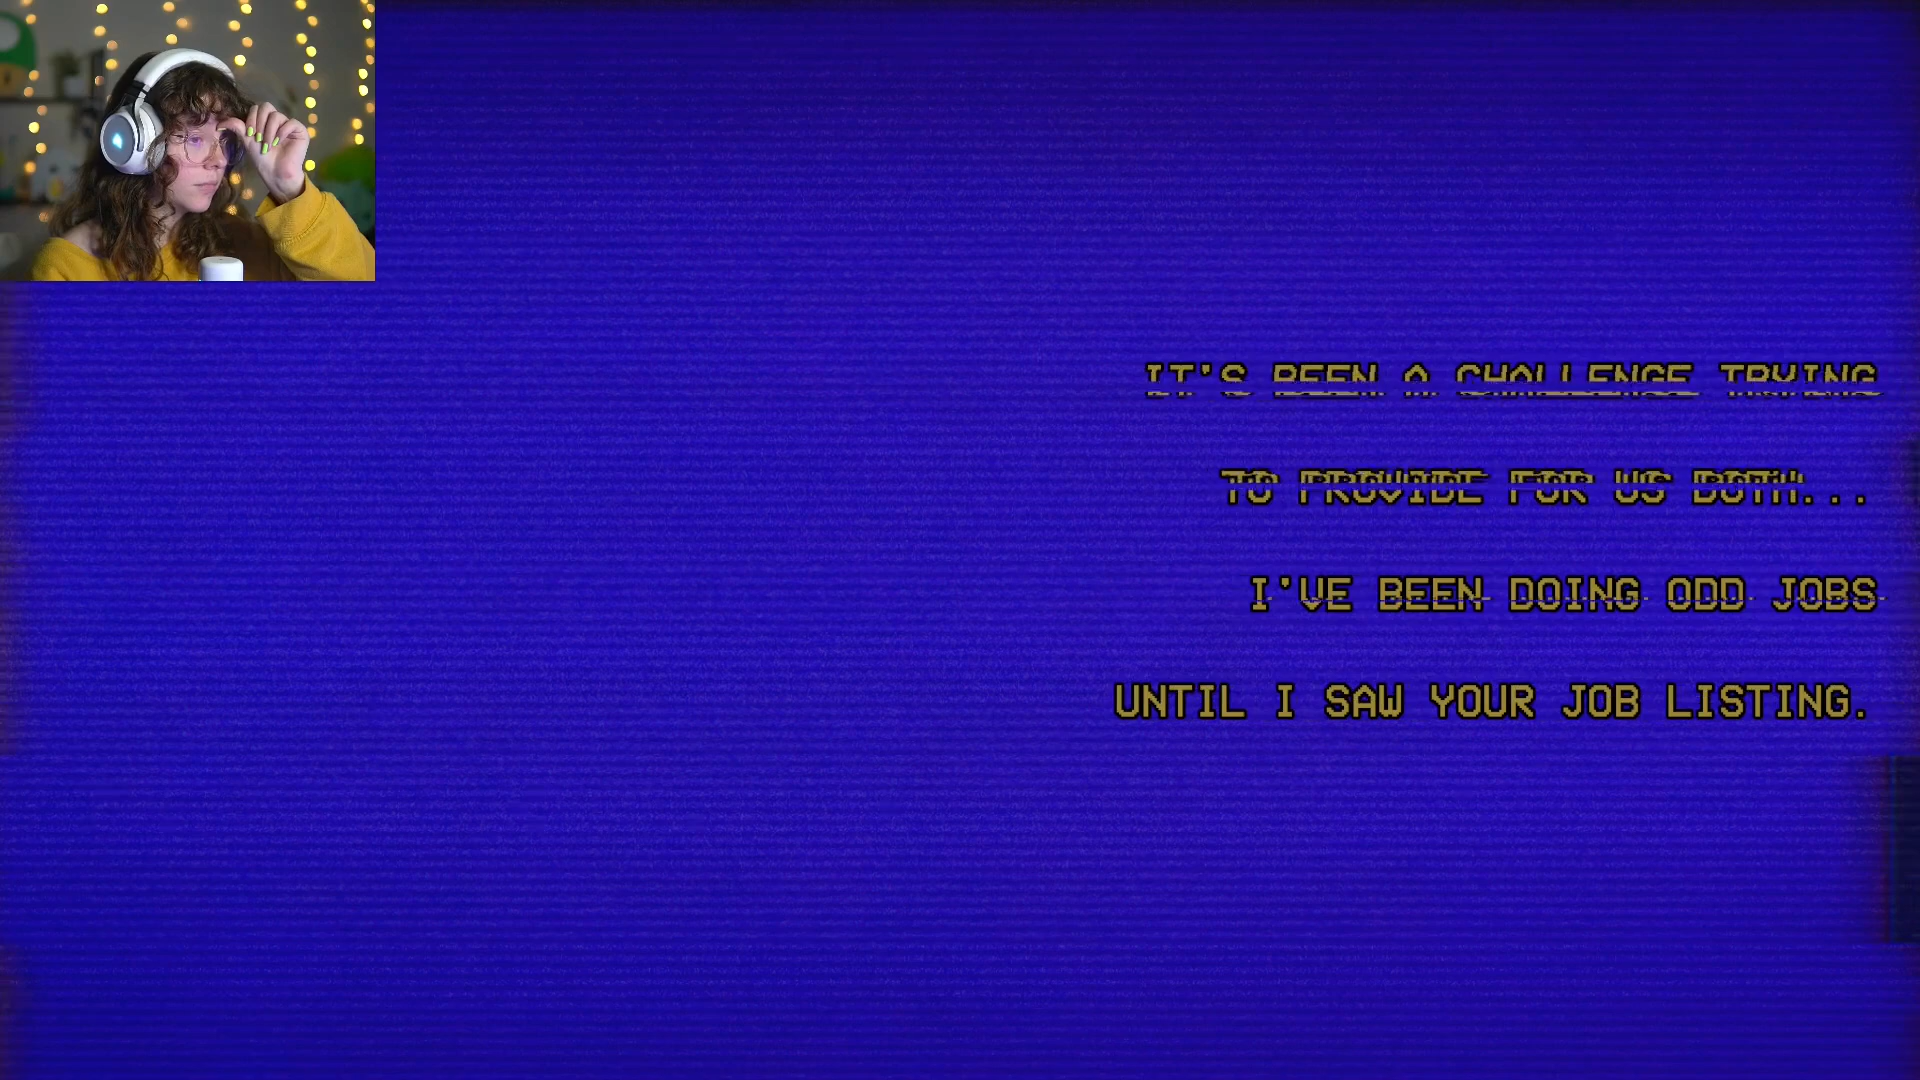 IT'S BEEN A CHALLENGE TRYING
TO PROVIDE FOR US BOTH...
I'VE BEEN DOING ODD JOBS
UNTIL I SAW YOUR JOB LISTING.